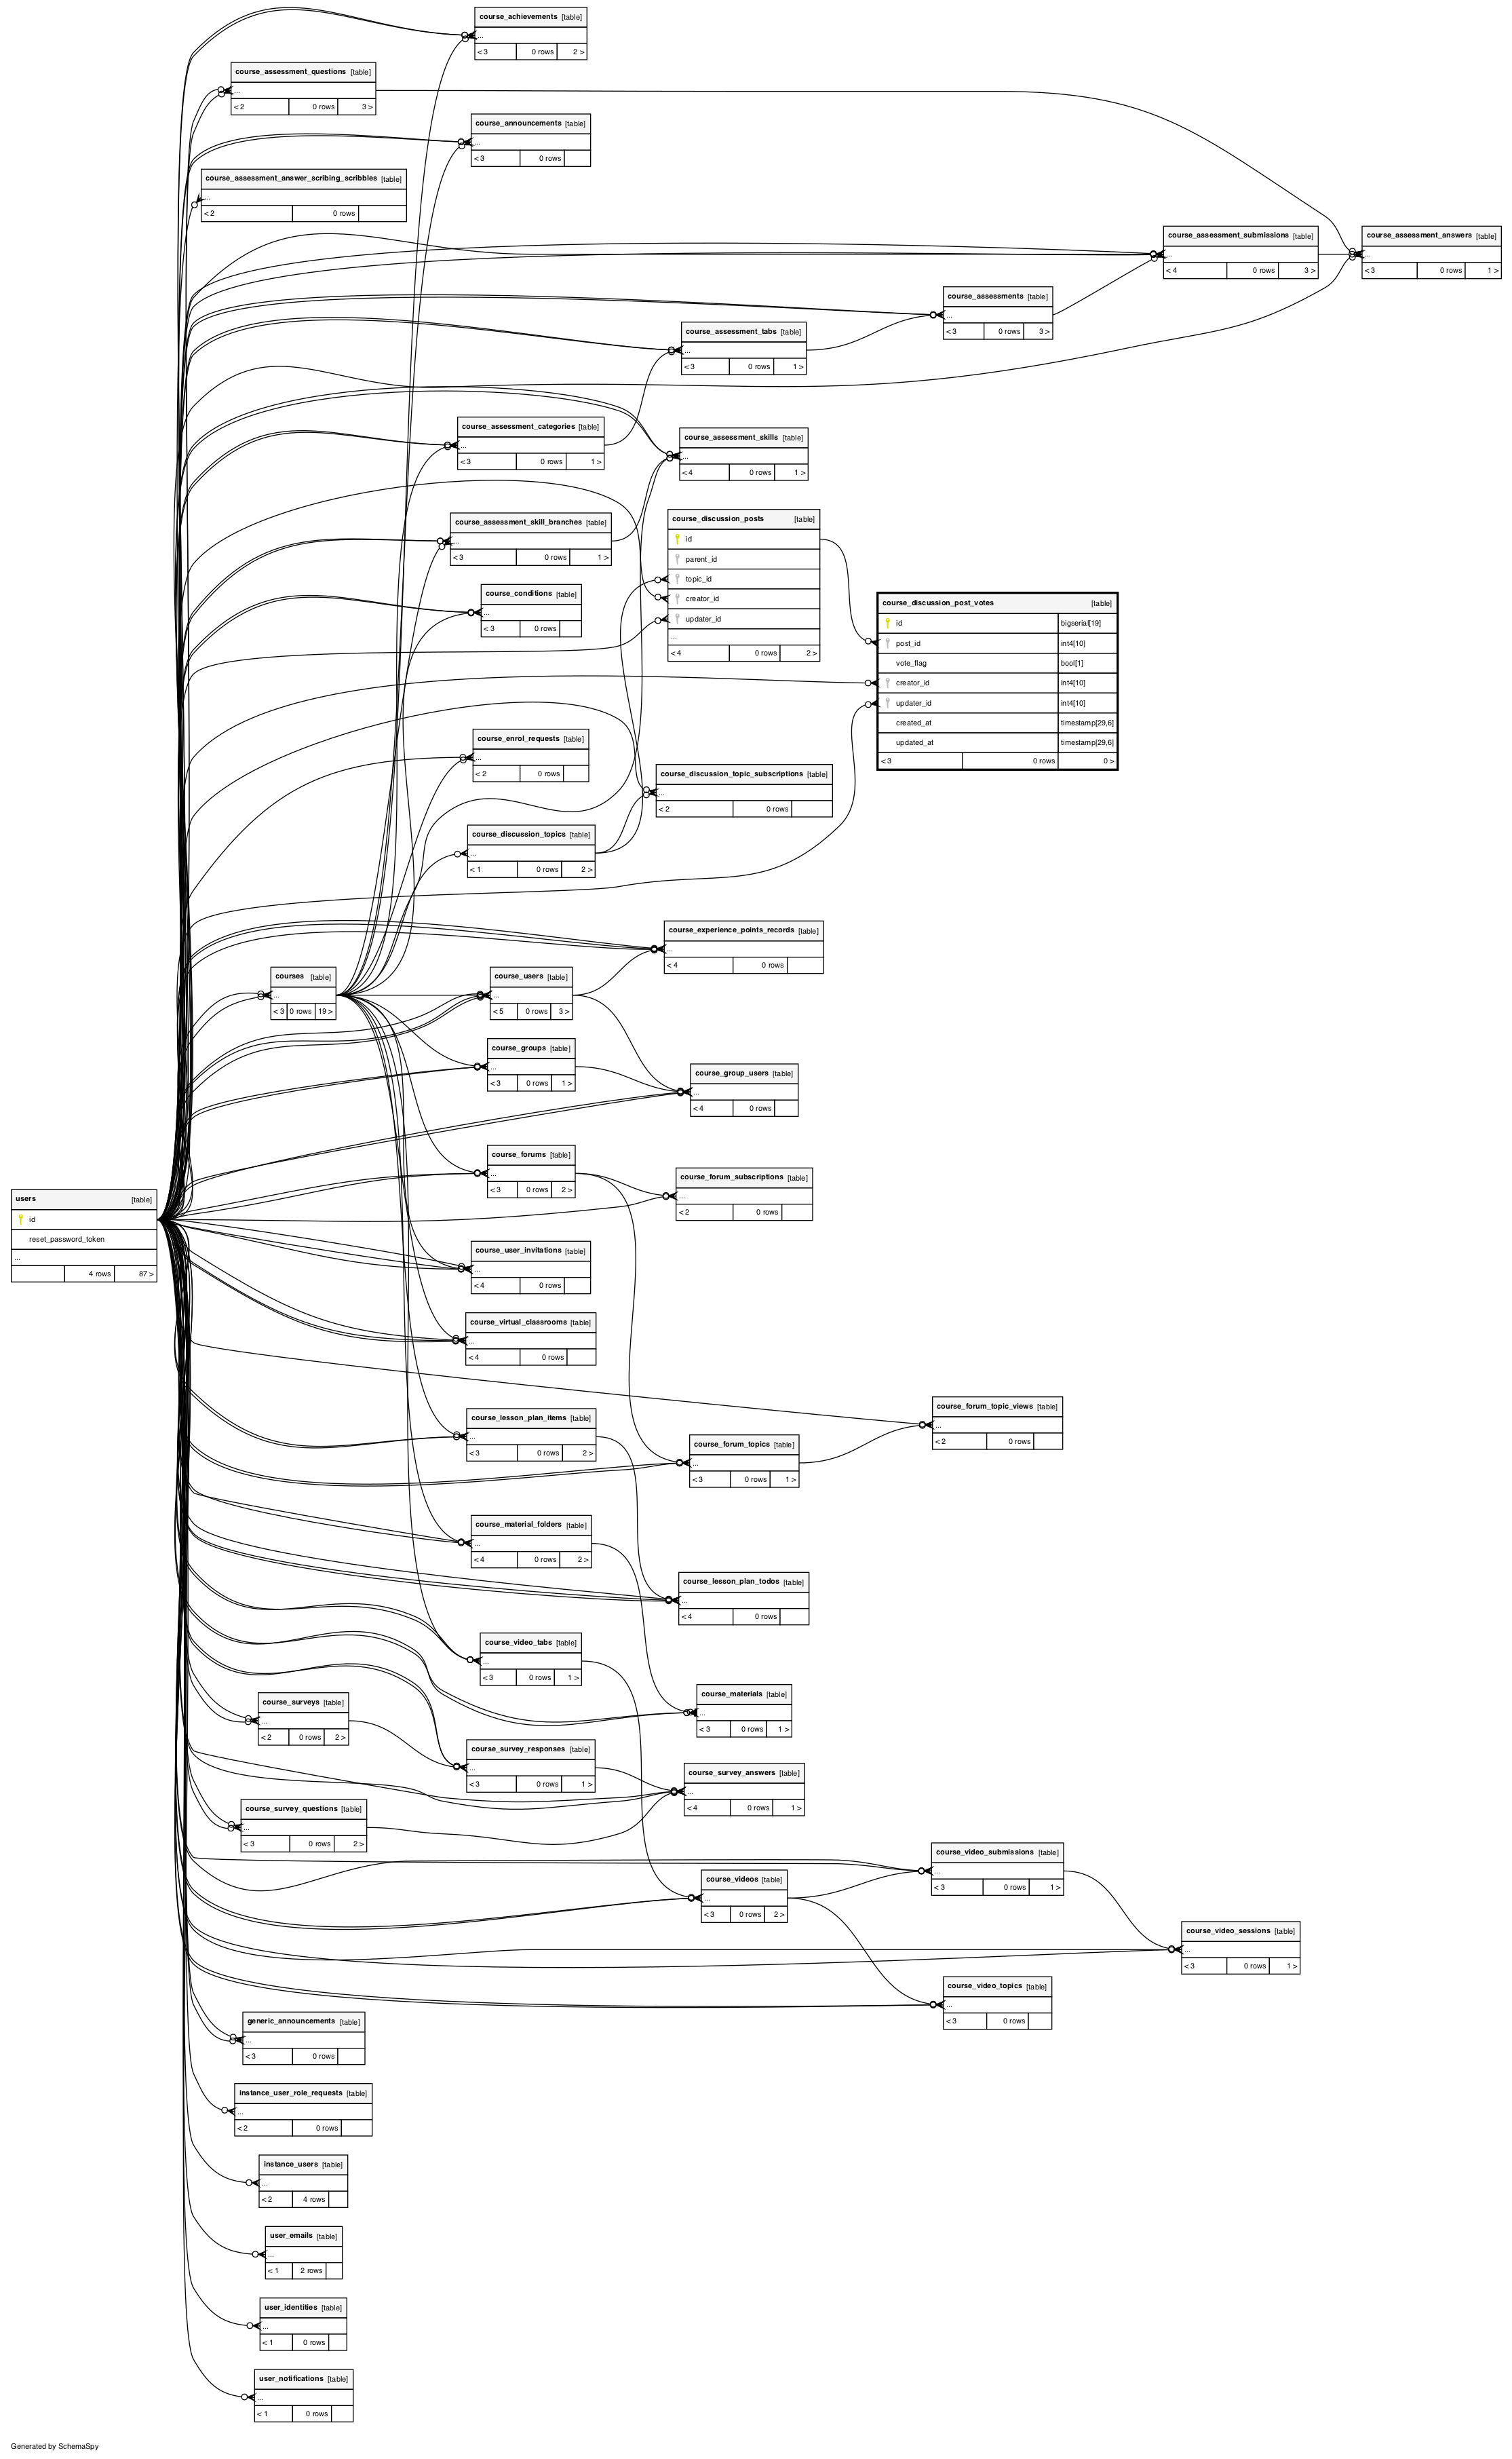 course_achievements [table]
...
< 3 0 rows 2 >
course_assessment_questions [table]
...
< 2 0 rows 3 >
course_announcements [table]
...
< 3 0 rows
course_assessment_answer_scribing_scribbles [table]
...
< 2 0 rows
course_assessment_submissions [table]
...
< 4 0 rows 3 >
course_assessment_answers [table]
...
< 3 0 rows 1 >
course_assessments [table]
...
< 3 0 rows 3 >
course_assessment_tabs [table]
...
< 3 0 rows 1 >
course_assessment_categories [table]
...
< 3 0 rows 1 >
course_assessment_skills [table]
...
< 4 0 rows 1 >
course_assessment_skill_branches [table]
...
< 3 0 rows 1 >
course_discussion_posts [table]
id
parent_id
topic_id
creator_id
updater_id
...
< 4 0 rows 2 >
course_conditions [table]
...
< 3 0 rows
course_discussion_post_votes [table]
id bigserial[19]
post_id int4[10]
vote_flag bool[1]
creator_id int4[10]
updater_id int4[10]
created_at timestamp[29,6]
updated_at timestamp[29,6]
< 3 0 rows 0 >
course_enrol_requests [table]
...
< 2 0 rows
course_discussion_topic_subscriptions [table]
...
< 2 0 rows
course_discussion_topics [table]
...
< 1 0 rows 2 >
course_experience_points_records [table]
...
< 4 0 rows
courses [table]
...
< 3 0 rows 19 >
course_users [table]
...
< 5 0 rows 3 >
course_groups [table]
...
< 3 0 rows 1 >
course_group_users [table]
...
< 4 0 rows
course_forums [table]
...
< 3 0 rows 2 >
course_forum_subscriptions [table]
...
< 2 0 rows
users [table]
id
reset_password_token
...
4 rows 87 >
course_user_invitations [table]
...
< 4 0 rows
course_virtual_classrooms [table]
...
< 4 0 rows
course_forum_topic_views [table]
...
< 2 0 rows
course_lesson_plan_items [table]
...
< 3 0 rows 2 >
course_forum_topics [table]
...
< 3 0 rows 1 >
course_material_folders [table]
...
< 4 0 rows 2 >
course_lesson_plan_todos [table]
...
< 4 0 rows
course_video_tabs [table]
...
< 3 0 rows 1 >
course_materials [table]
...
< 3 0 rows 1 >
course_surveys [table]
...
< 2 0 rows 2 >
course_survey_responses [table]
...
< 3 0 rows 1 >
course_survey_answers [table]
...
< 4 0 rows 1 >
course_survey_questions [table]
...
< 3 0 rows 2 >
course_video_submissions [table]
...
< 3 0 rows 1 >
course_videos [table]
...
< 3 0 rows 2 >
course_video_sessions [table]
...
< 3 0 rows 1 >
course_video_topics [table]
...
< 3 0 rows
generic_announcements [table]
...
< 3 0 rows
instance_user_role_requests [table]
...
< 2 0 rows
instance_users [table]
...
< 2 4 rows
user_emails [table]
...
< 1 2 rows
user_identities [table]
...
< 1 0 rows
user_notifications [table]
...
< 1 0 rows
Generated by SchemaSpy